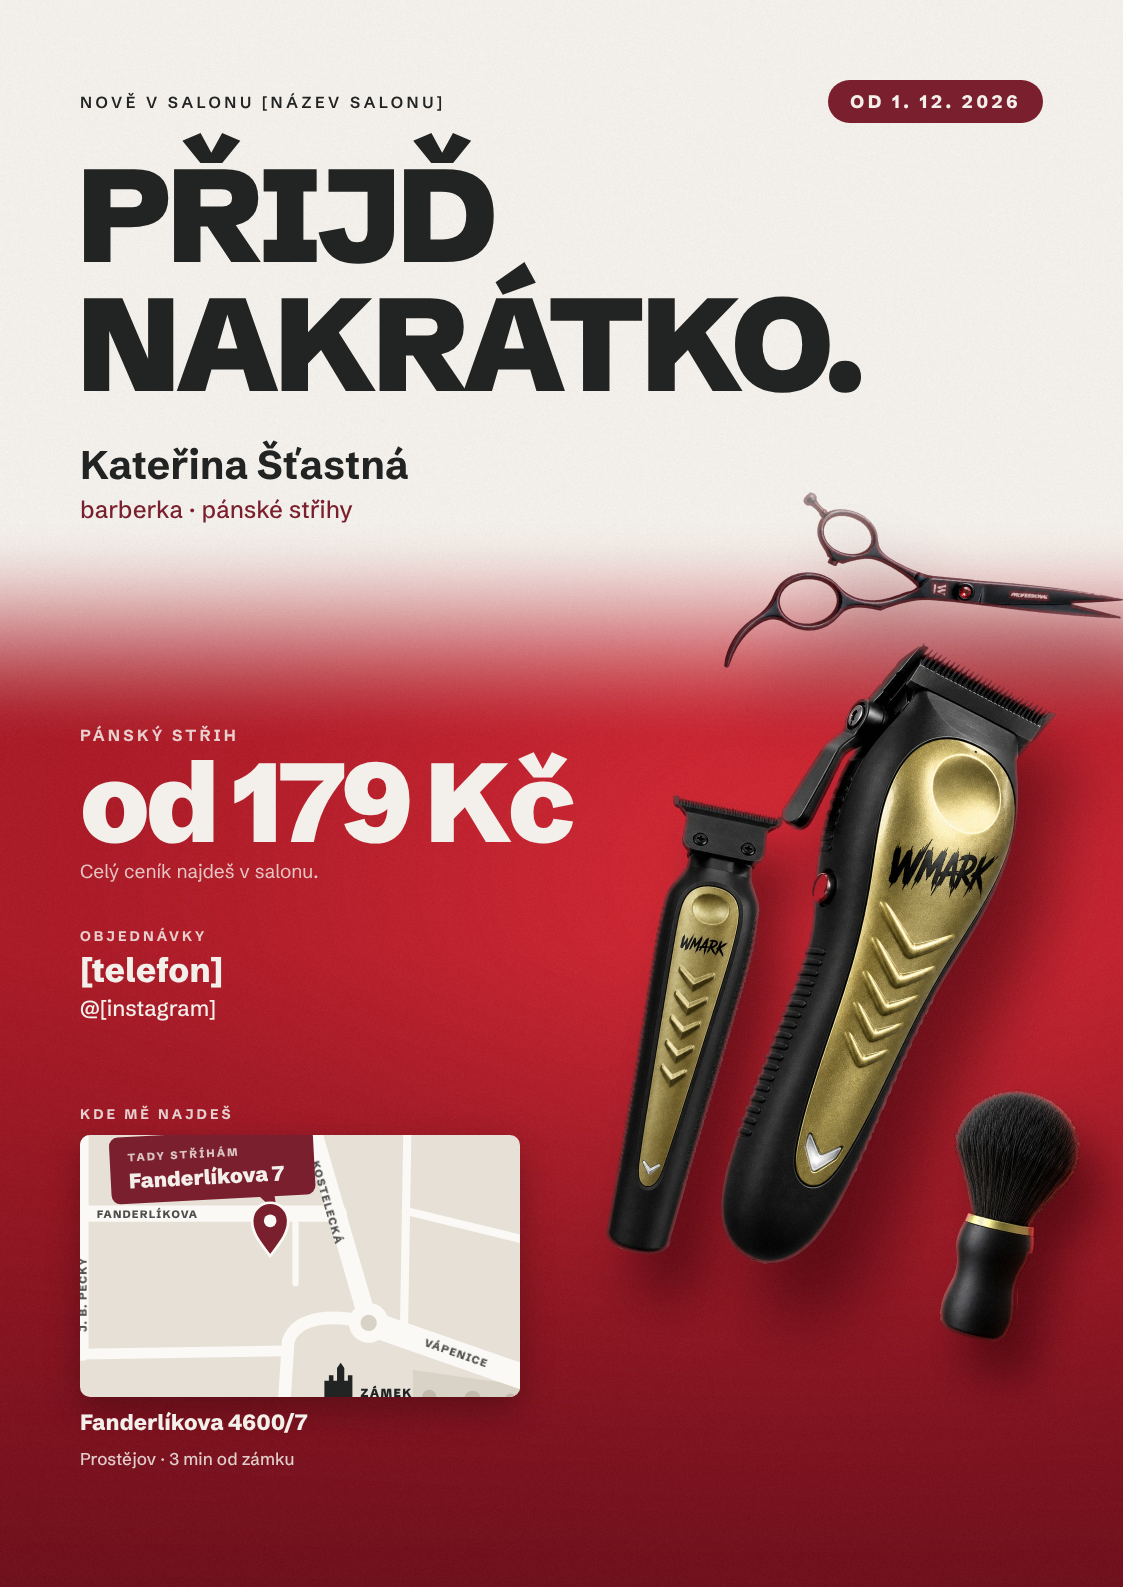 NOVĚ V SALONU [NÁZEV SALONU]
OD 1. 12. 2026
PŘIJĎ
NAKRÁTKO.
Kateřina Šťastná
barberka · pánské střihy
W
PROFESSIONAL
PÁNSKÝ STŘIH
od 179 Kč
Celý ceník najdeš v salonu.
WMARK
WMARK
OBJEDNÁVKY
[telefon]
@[instagram]
KDE MĚ NAJDEŠ
TADY STŘÍHÁM
Fanderlíkova 7
FANDERLÍKOVA
KOSTELECKÁ
J. B. PECKY
VÁPENICE
ZÁMEK
Fanderlíkova 4600/7
Prostějov · 3 min od zámku